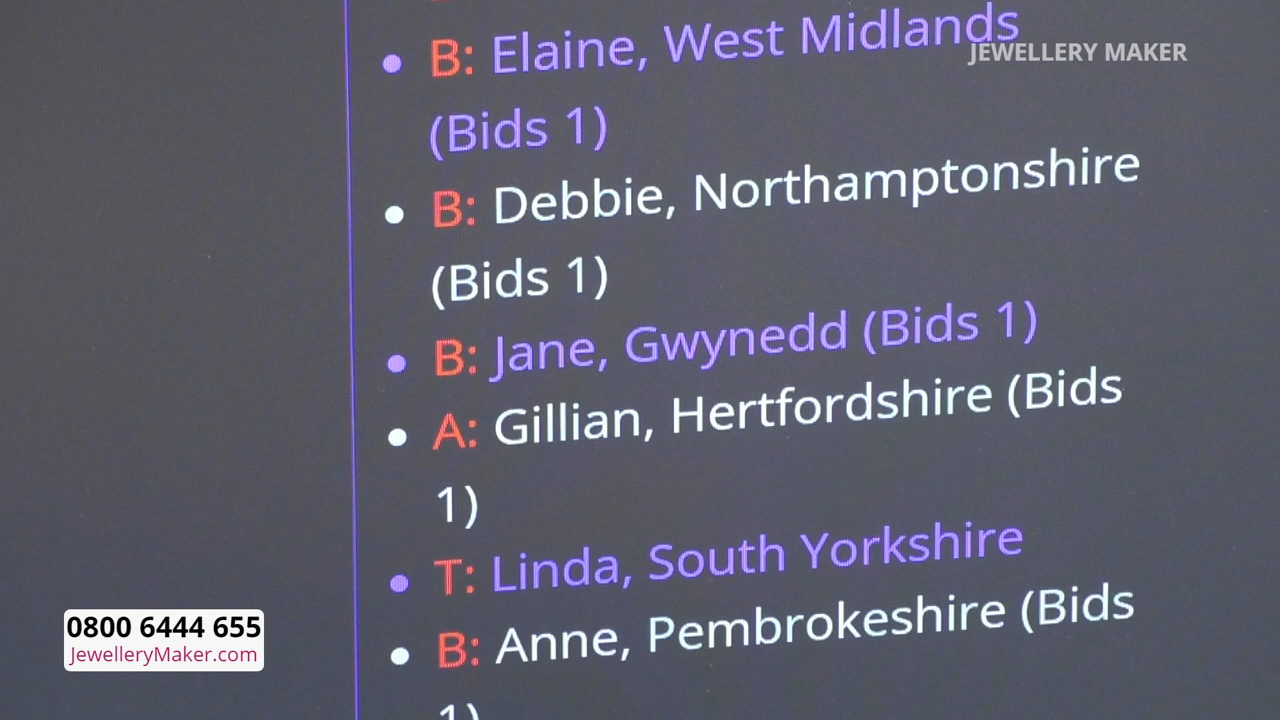 B: Elaine, West Midlands
(Bids 1)
JEWELLERY MAKER
B: Debbie, Northamptonshire
(Bids 1)
B: Jane, Gwynedd (Bids 1)
A: Gillian, Hertfordshire (Bids
1)
T: Linda, South Yorkshire
B: Anne, Pembrokeshire (Bids
1)
0800 6444 655
JewelleryMaker.com